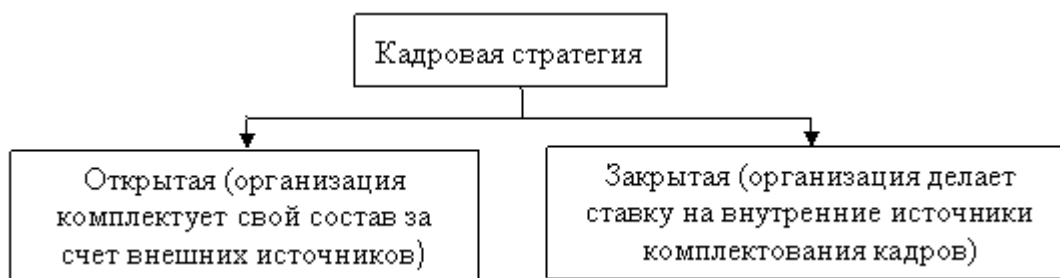 Кадровая стратегия
Открытая (организация
комплектует свой состав за
счет внешних источников)
Закрытая (организация делает
ставку на внутренние источники
комплектования кадров)